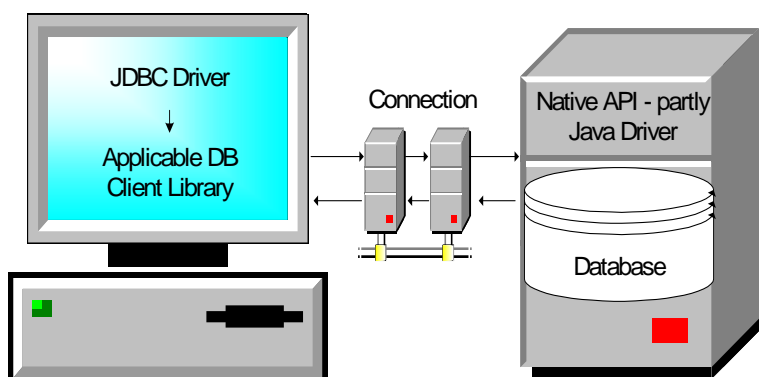 JDBC Driver
Applicable DB
Client Library
Connection
Native API - partly
Java Driver
Database